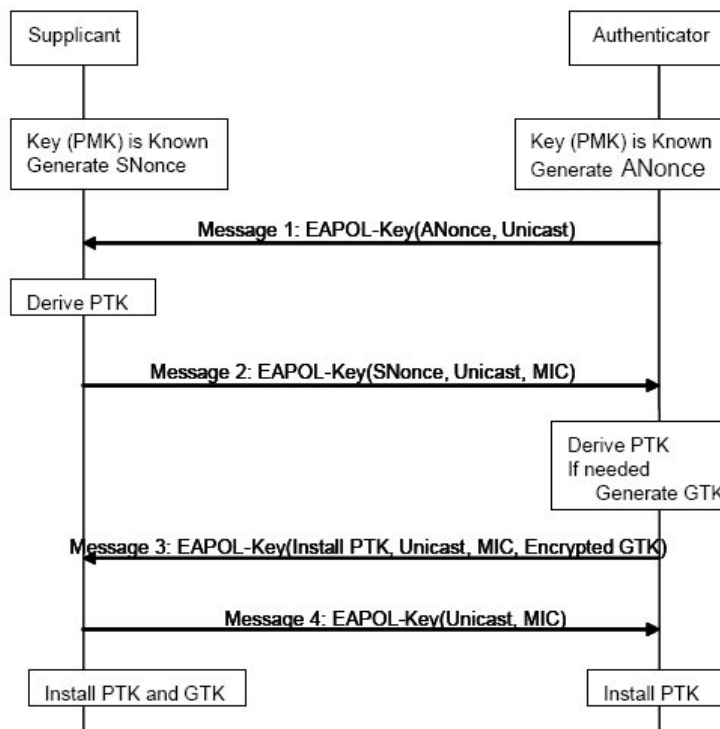 Supplicant
Authenticator
Key (PMK) is Known
Generate SNonce
Key (PMK) is Known
Generate ANonce
Message 1: EAPOL-Key(ANonce, Unicast)
Derive PTK
Message 2: EAPOL-Key(SNonce, Unicast, MIC)
Derive PTK
If needed
Generate GTK
Message 3: EAPOL-Key(Install PTK, Unicast, MIC, Encrypted GTK)
Message 4: EAPOL-Key(Unicast, MIC)
Install PTK and GTK
Install PTK